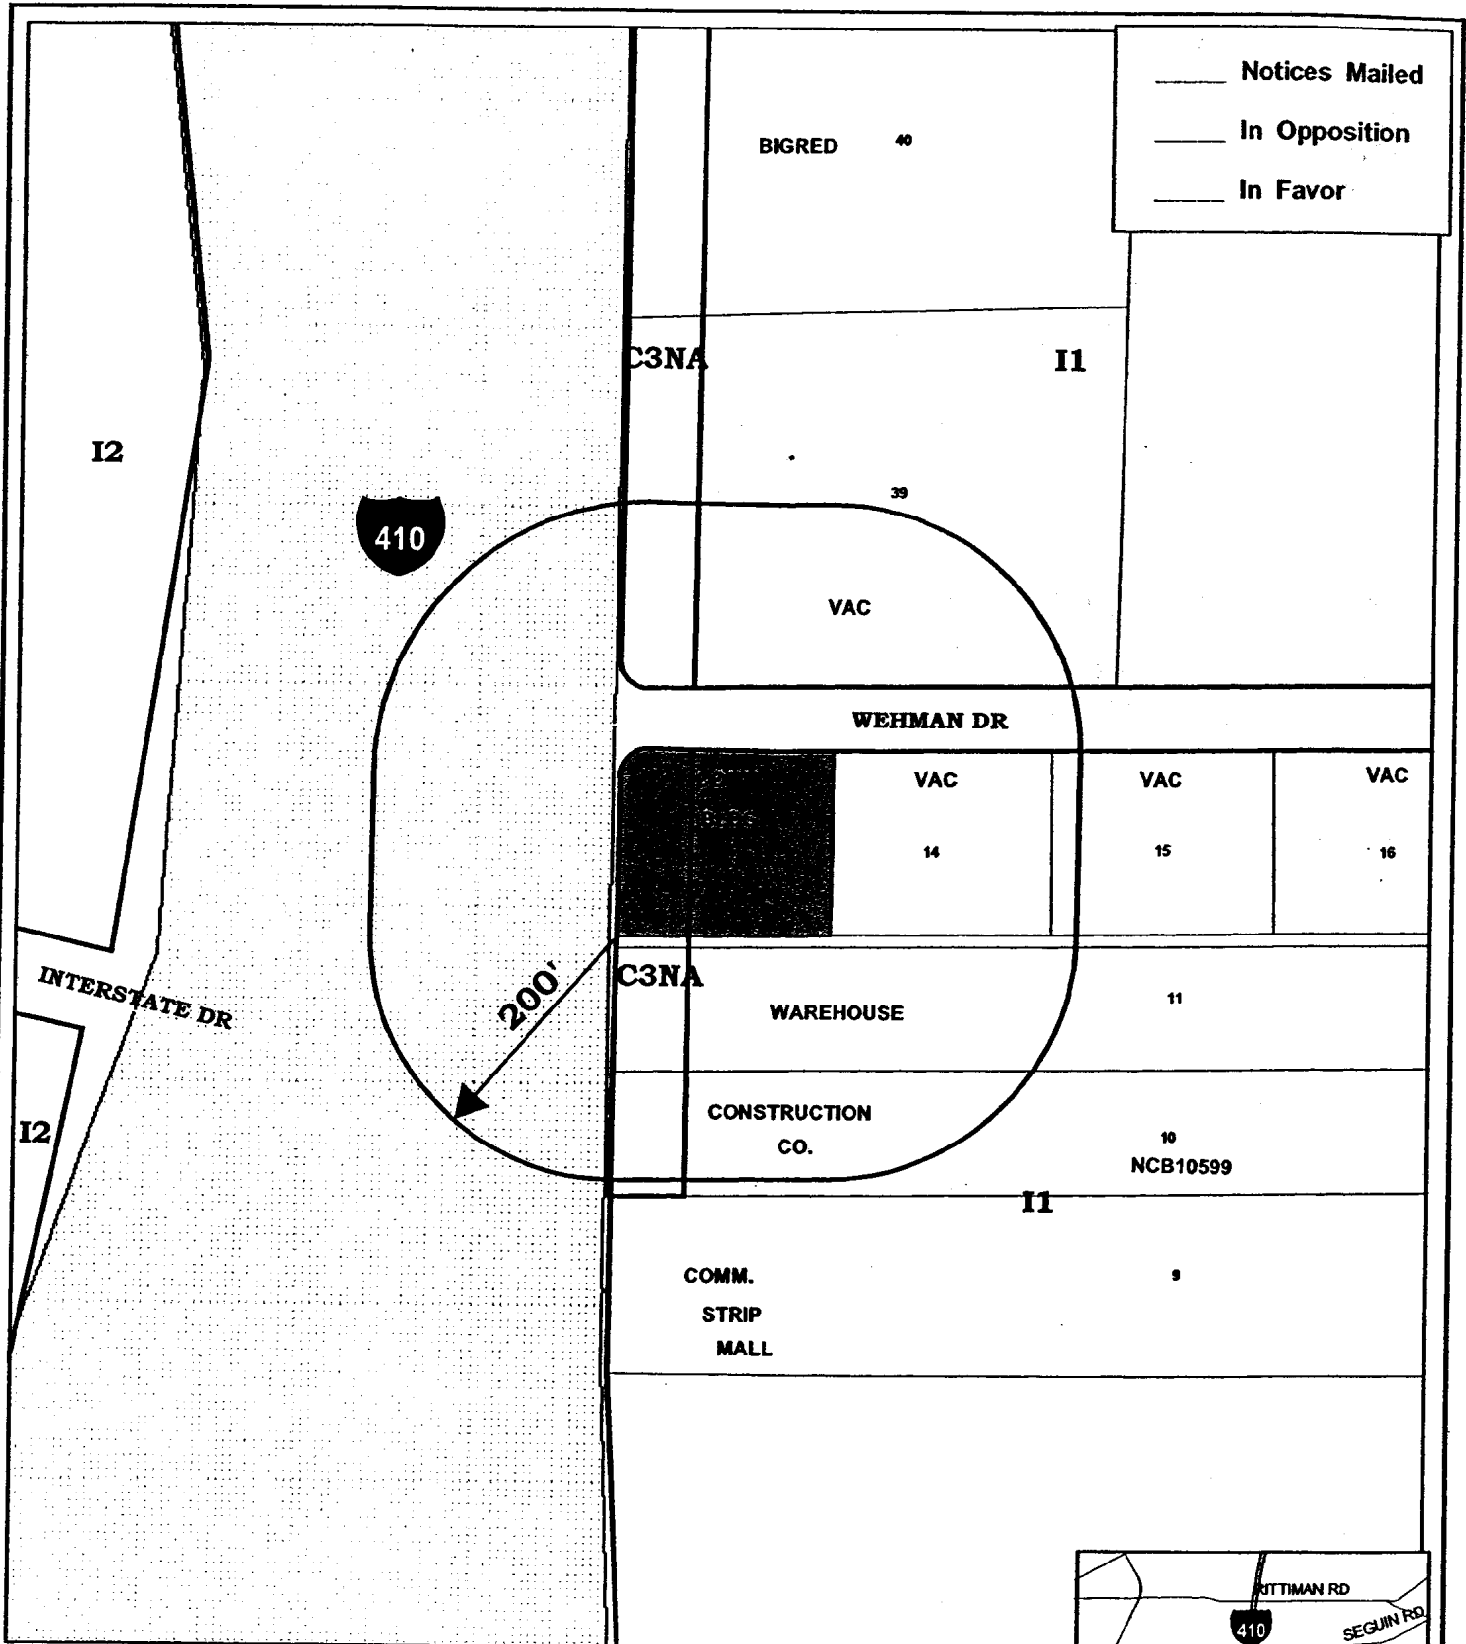 Notices Mailed
In Opposition
In Favor
BIGRED 40
C3NA
I1
I2
39
410
VAC
WEHMAN DR
VAC
VAC
VAC
14
15
16
INTERSTATE DR
200'
C3NA
WAREHOUSE
11
I2
CONSTRUCTION
CO.
10
NCB10599
I1
COMM.
STRIP
MALL
9
RITTIMAN RD
410
SEGUIN RD